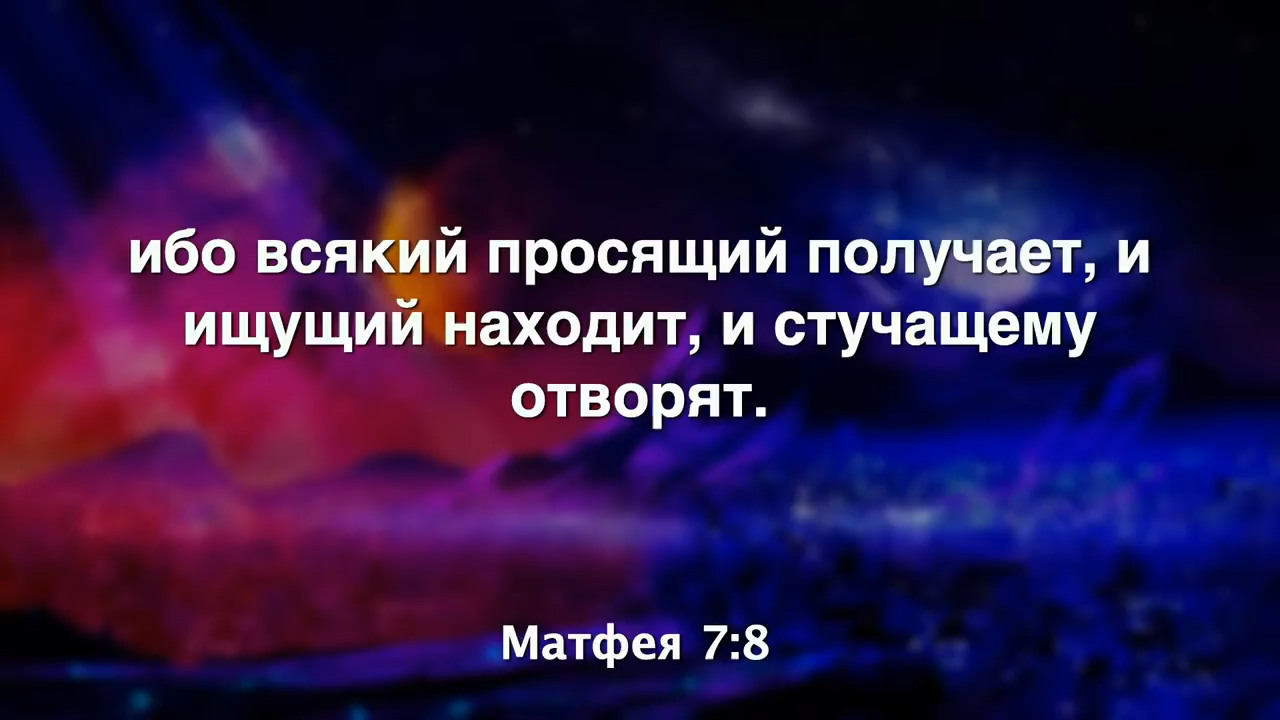 ибо всякий просящий получает, и
ищущий находит, и стучащему
отворят.
Матфея 7:8